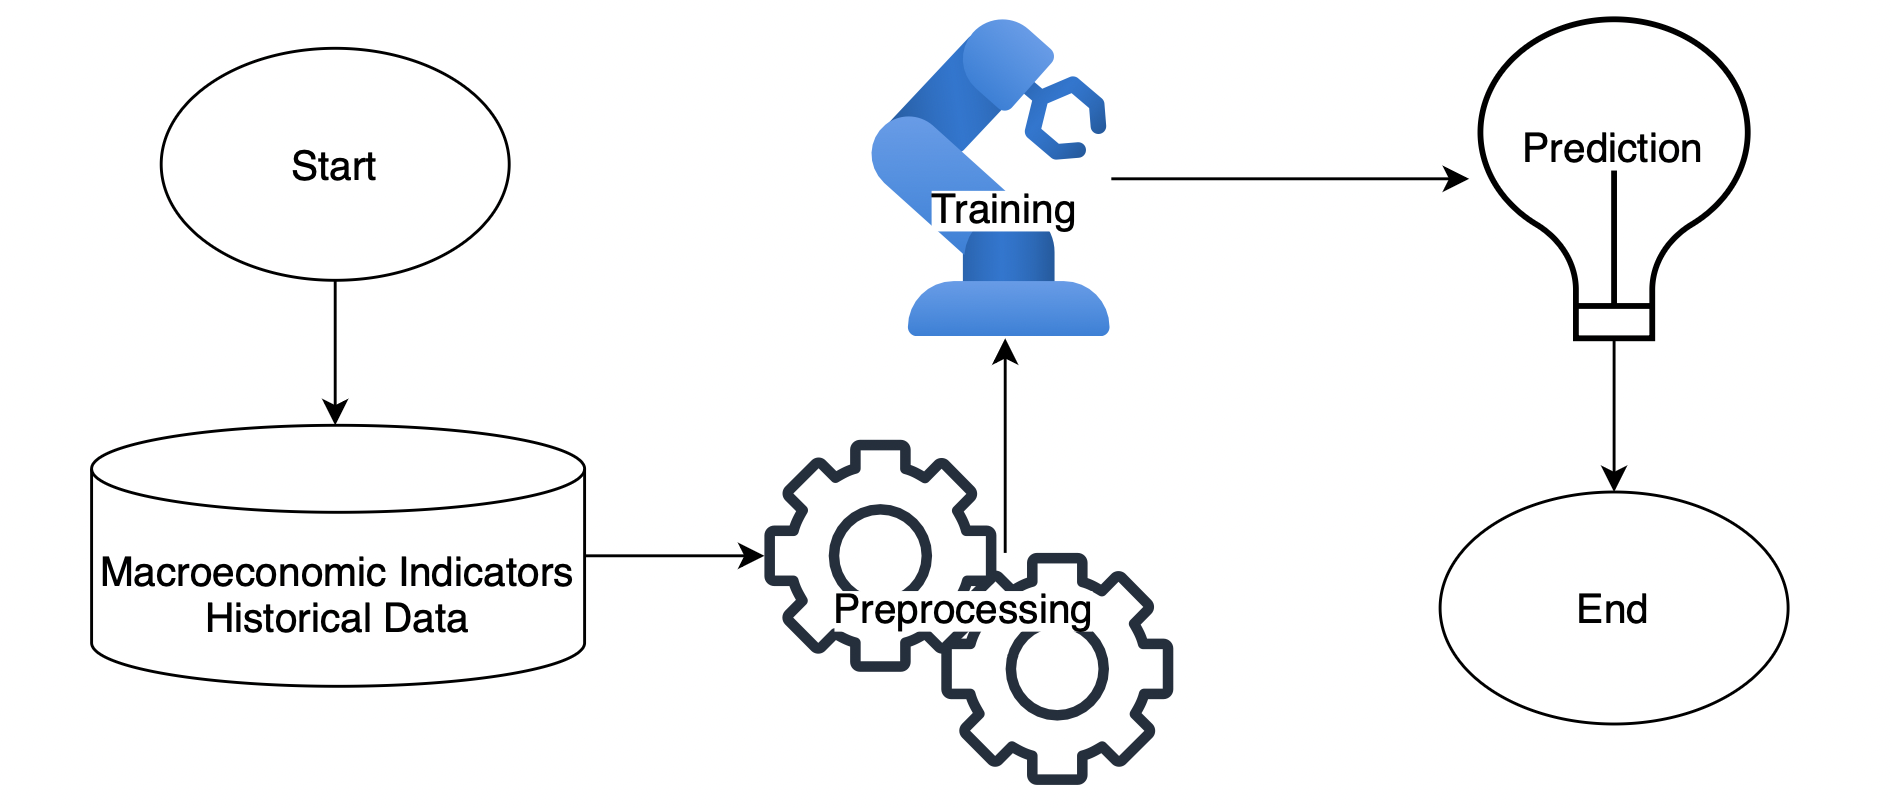 Start
Macroeconomic Indicators
Historical Data
Preprocessing
Training
Prediction
End